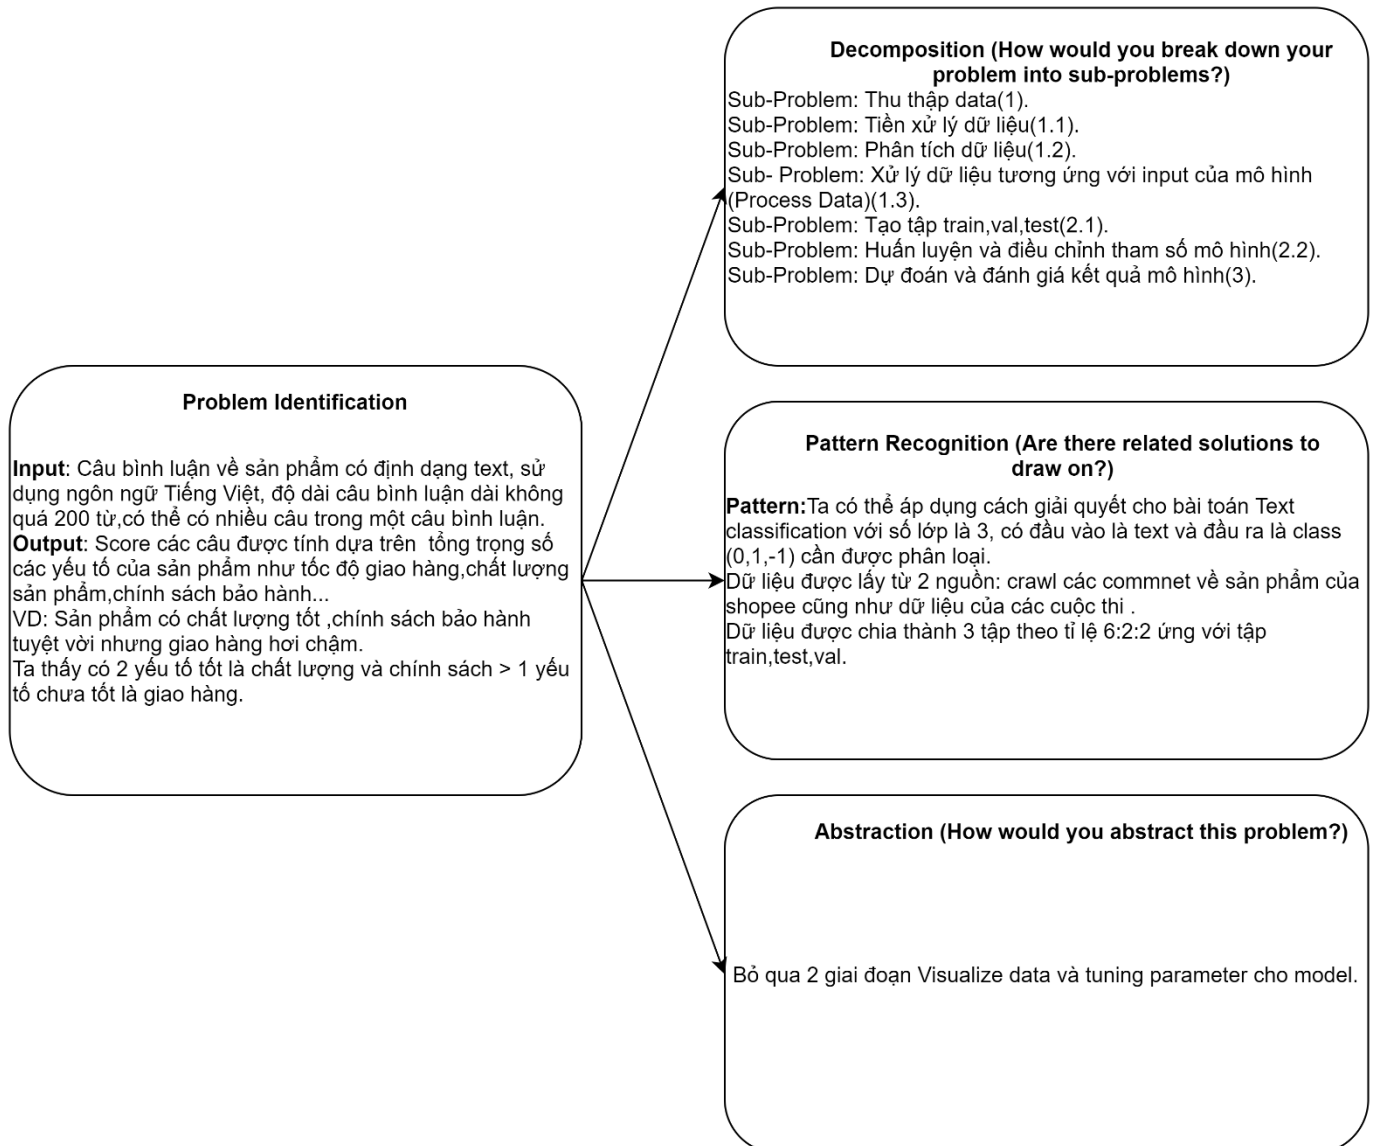 Decomposition (How would you break down your
problem into sub-problems?)
Sub-Problem: Thu thập data(1).
Sub-Problem: Tiền xử lý dữ liệu(1.1).
Sub-Problem: Phân tích dữ liệu(1.2).
Sub- Problem: Xử lý dữ liệu tương ứng với input của mô hình
(Process Data)(1.3).
Sub-Problem: Tạo tập train,val,test(2.1).
Sub-Problem: Huấn luyện và điều chỉnh tham số mô hình(2.2).
Sub-Problem: Dự đoán và đánh giá kết quả mô hình(3).
Problem Identification
Input: Câu bình luận về sản phẩm có định dạng text, sử
dụng ngôn ngữ Tiếng Việt, độ dài câu bình luận dài không
quá 200 từ,có thể có nhiều câu trong một câu bình luận.
Output: Score các câu được tính dựa trên  tổng trọng số
các yếu tố của sản phẩm như tốc độ giao hàng,chất lượng
sản phẩm,chính sách bảo hành...
VD: Sản phẩm có chất lượng tốt ,chính sách bảo hành
tuyệt vời nhưng giao hàng hơi chậm.
Ta thấy có 2 yếu tố tốt là chất lượng và chính sách > 1 yếu
tố chưa tốt là giao hàng.
Pattern Recognition (Are there related solutions to
draw on?)
Pattern:Ta có thể áp dụng cách giải quyết cho bài toán Text
classification với số lớp là 3, có đầu vào là text và đầu ra là class
(0,1,-1) cần được phân loại.
Dữ liệu được lấy từ 2 nguồn: crawl các commnet về sản phẩm của
shopee cũng như dữ liệu của các cuộc thi .
Dữ liệu được chia thành 3 tập theo tỉ lệ 6:2:2 ứng với tập
train,test,val.
Abstraction (How would you abstract this problem?)
Bỏ qua 2 giai đoạn Visualize data và tuning parameter cho model.